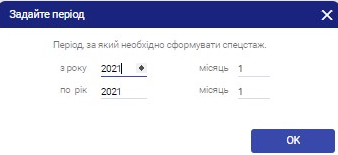 Задайте період
Період, за який необхідно сформувати спецстаж.
з року 2021 місяць 1
по рік 2021 місяць 1
OK